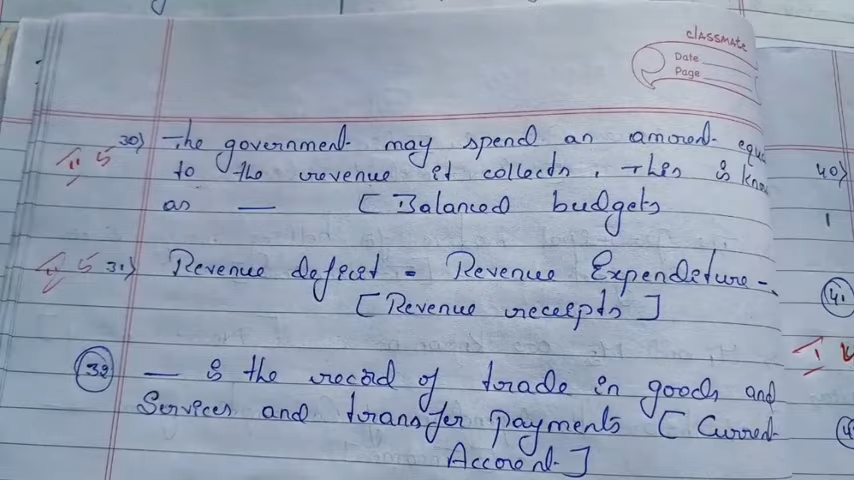 classmate
Date
Page
30) The government may spend an amount equ
to the revenue it collects. This is know
as — [Balanced budgets
31) Revenue deficit = Revenue Expenditure -
[Revenue receipts]
32 — is the record of trade in goods and
Services and transfer payments [Current
Account]
40)
1
41